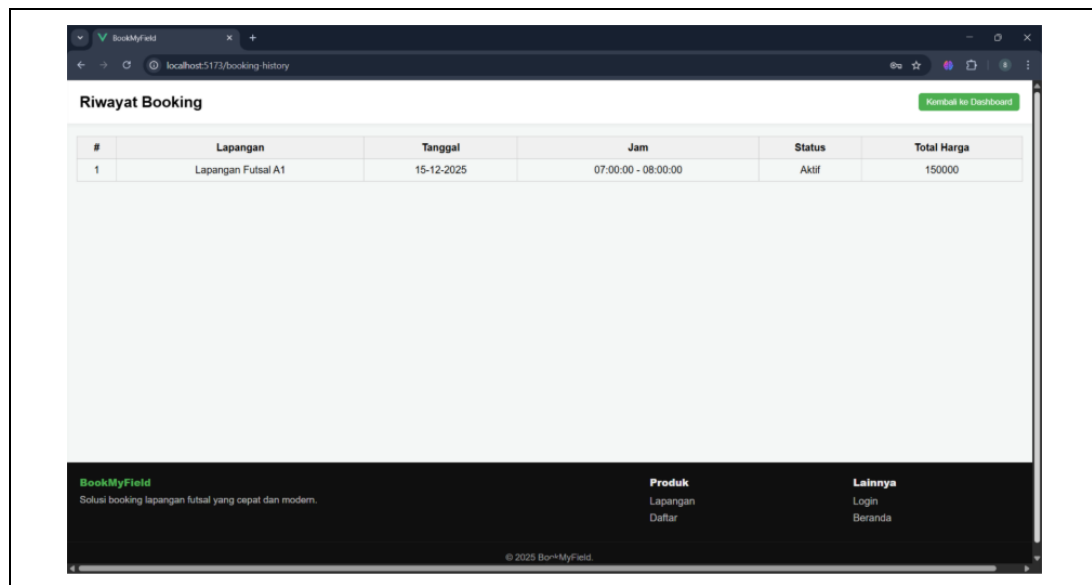 BookMyField
localhost:5173/booking-history
Riwayat Booking
Kembali ke Dashboard
# Lapangan Tanggal Jam Status Total Harga
1 Lapangan Futsal A1 15-12-2025 07:00:00 - 08:00:00 Aktif 150000
BookMyField Produk Lainnya
Solusi booking lapangan futsal yang cepat dan modern. Lapangan Login
Daftar Beranda
© 2025 BookMyField.